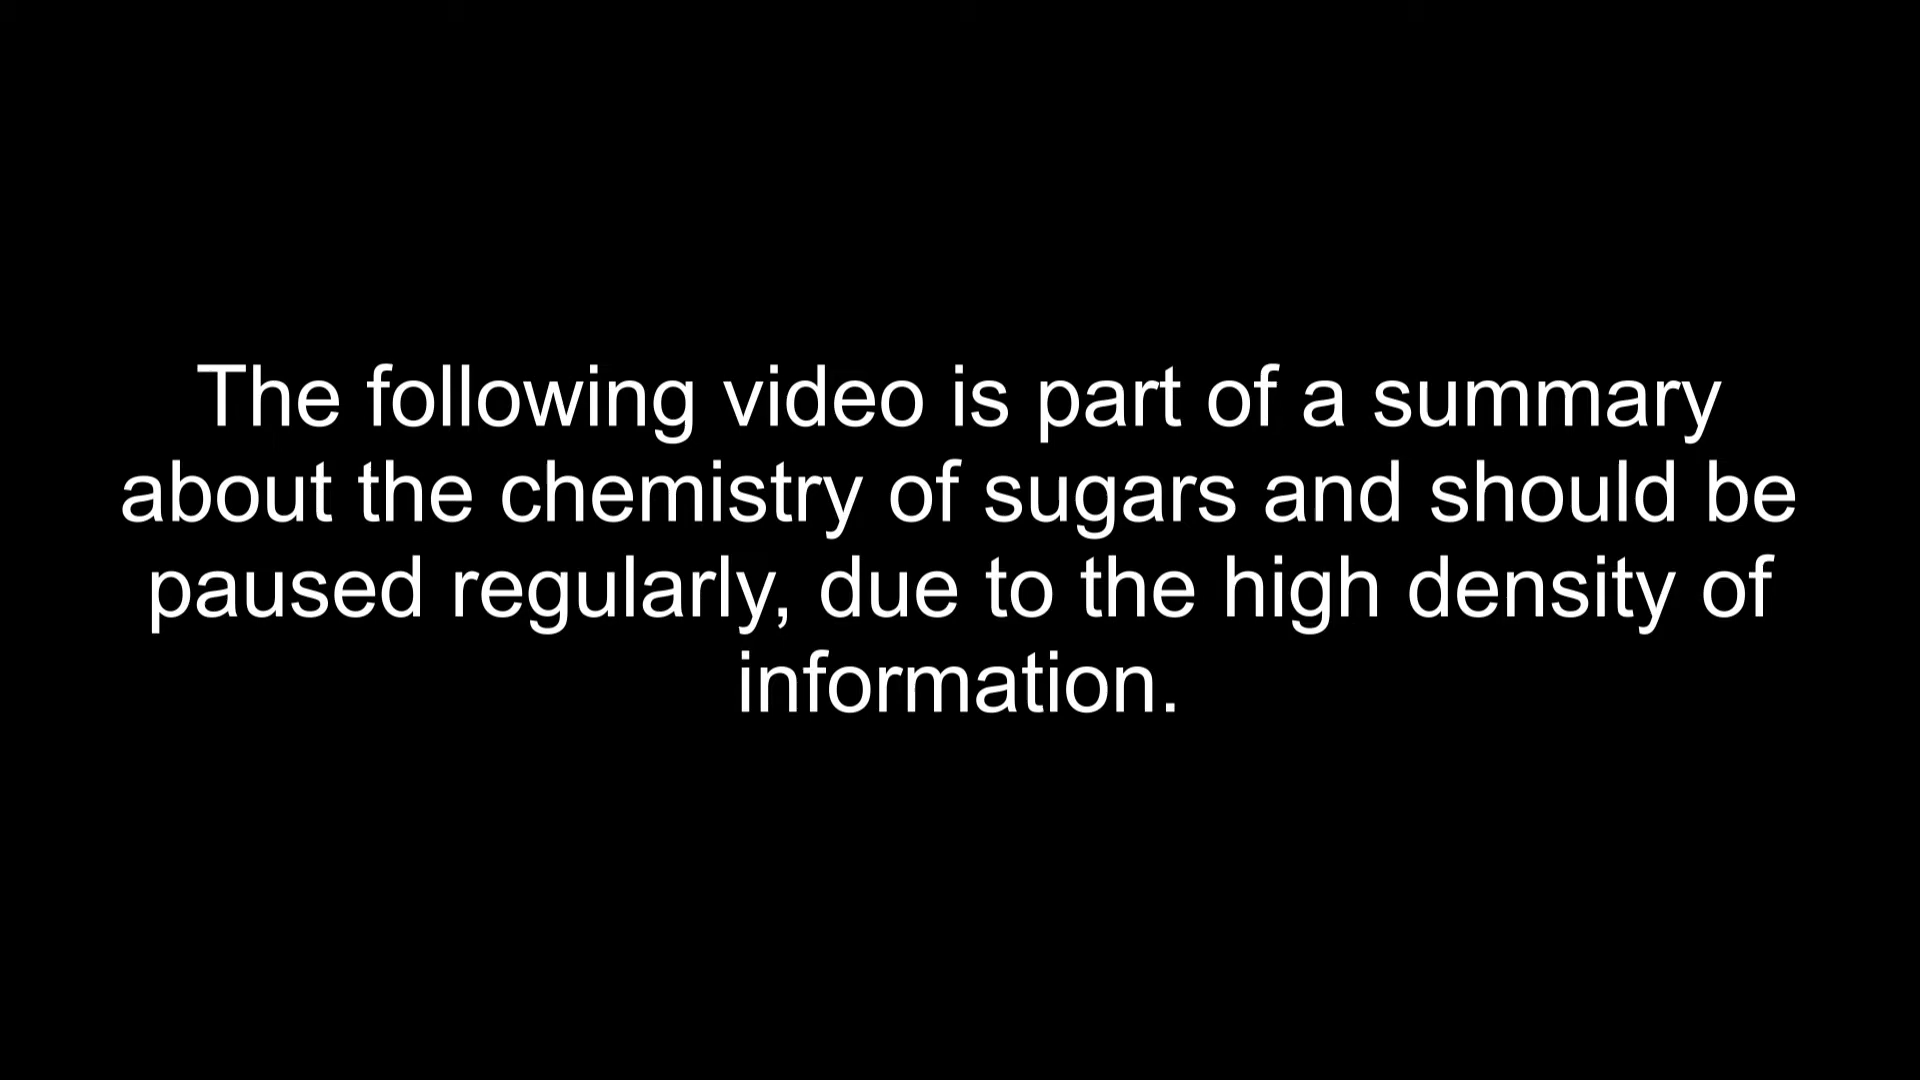 The following video is part of a summary
about the chemistry of sugars and should be
paused regularly, due to the high density of
information.